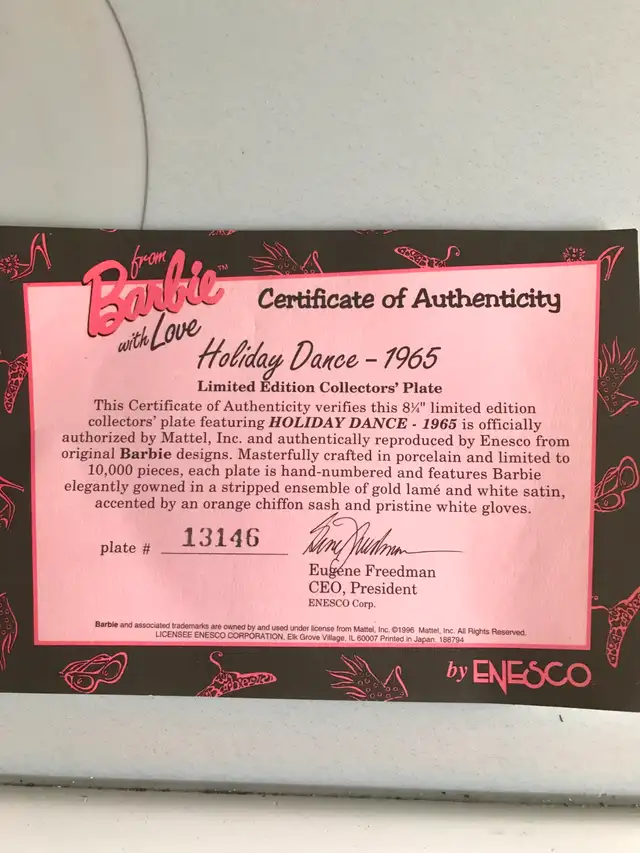 from
Barbie™
with Love
Certificate of Authenticity
Holiday Dance – 1965
Limited Edition Collectors' Plate
This Certificate of Authenticity verifies this 8¼" limited edition
collectors' plate featuring HOLIDAY DANCE - 1965 is officially
authorized by Mattel, Inc. and authentically reproduced by Enesco from
original Barbie designs. Masterfully crafted in porcelain and limited to
10,000 pieces, each plate is hand-numbered and features Barbie
elegantly gowned in a stripped ensemble of gold lamé and white satin,
accented by an orange chiffon sash and pristine white gloves.
plate # 13146
Gene Freedman
Eugene Freedman
CEO, President
ENESCO Corp.
Barbie and associated trademarks are owned by and used under license from Mattel, Inc. ©1996 Mattel, Inc. All Rights Reserved.
LICENSEE ENESCO CORPORATION, Elk Grove Village, IL 60007 Printed in Japan 188794
by ENESCO